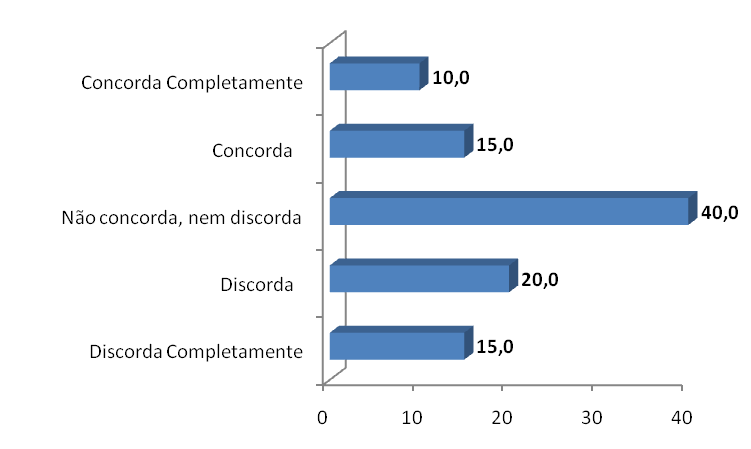 Concorda Completamente 10,0
Concorda 15,0
Não concorda, nem discorda 40,0
Discorda 20,0
Discorda Completamente 15,0
0 10 20 30 40